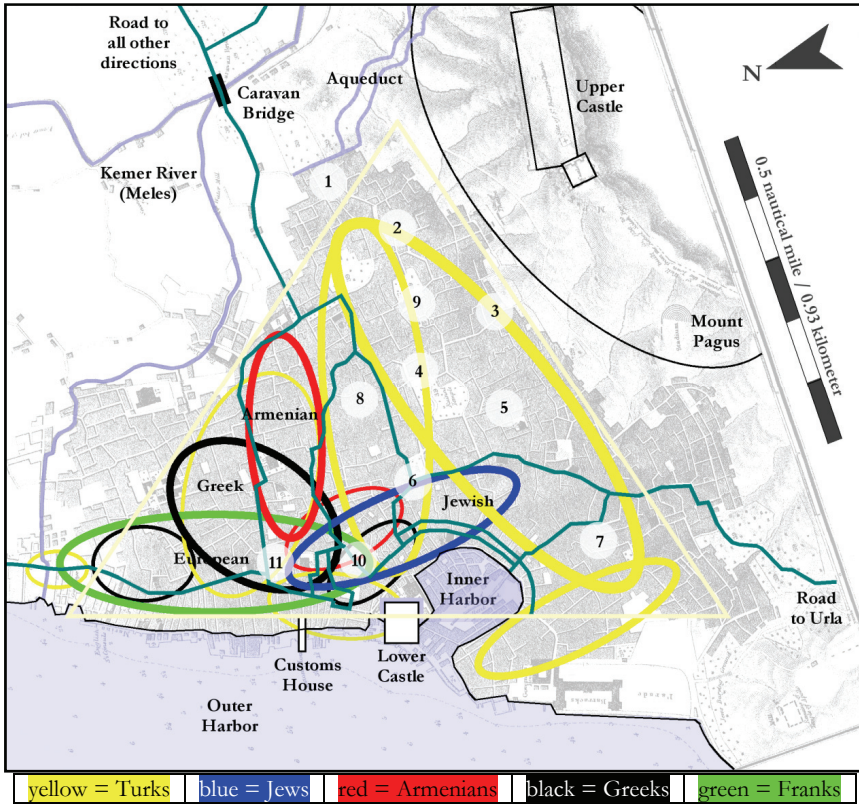 Road to
all other
directions
Caravan
Bridge
Aqueduct
Upper
Castle
N
Kemer River
(Meles)
0.5 nautical mile / 0.93 kilometer
1
2
9
3
Mount
Pagus
4
8
5
Armenian
Greek
6
Jewish
European
11
10
7
Inner
Harbor
Road
to Urla
Customs
House
Lower
Castle
Outer
Harbor
yellow = Turks
blue = Jews
red = Armenians
black = Greeks
green = Franks